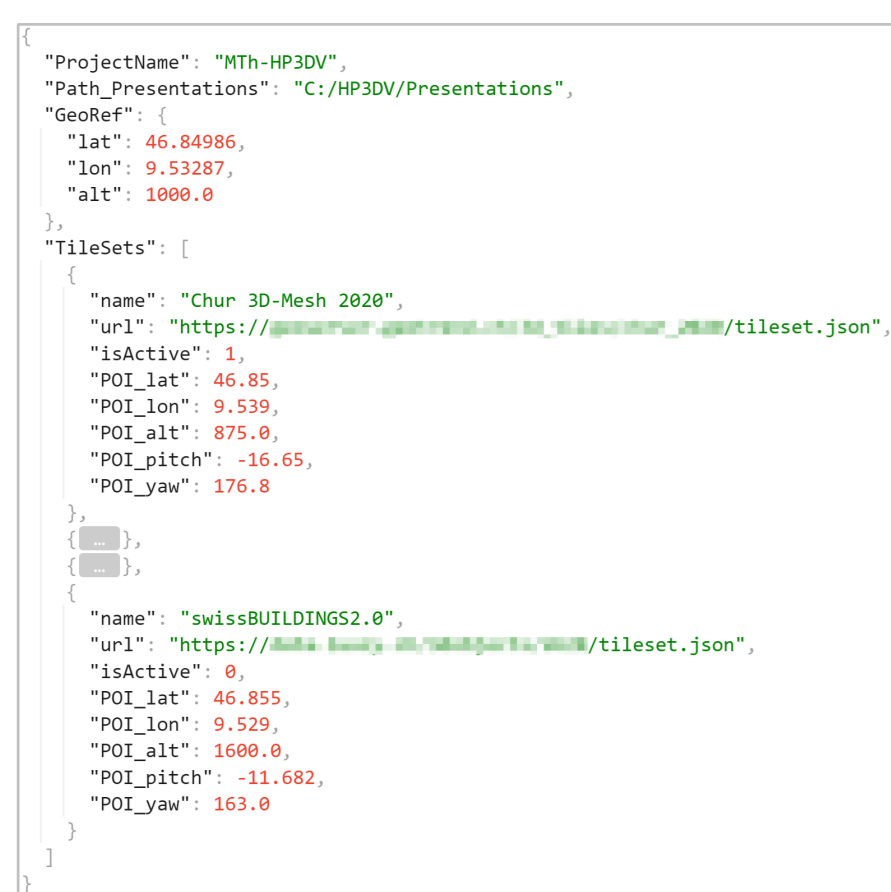 {
  "ProjectName": "MTh-HP3DV",
  "Path_Presentations": "C:/HP3DV/Presentations",
  "GeoRef": {
    "lat": 46.84986,
    "lon": 9.53287,
    "alt": 1000.0
  },
  "TileSets": [
    {
      "name": "Chur 3D-Mesh 2020",
      "url": "https:///tileset.json",
      "isActive": 1,
      "POI_lat": 46.85,
      "POI_lon": 9.539,
      "POI_alt": 875.0,
      "POI_pitch": -16.65,
      "POI_yaw": 176.8
    },
    { ... },
    { ... },
    {
      "name": "swissBUILDINGS2.0",
      "url": "https:///tileset.json",
      "isActive": 0,
      "POI_lat": 46.855,
      "POI_lon": 9.529,
      "POI_alt": 1600.0,
      "POI_pitch": -11.682,
      "POI_yaw": 163.0
    }
  ]
}